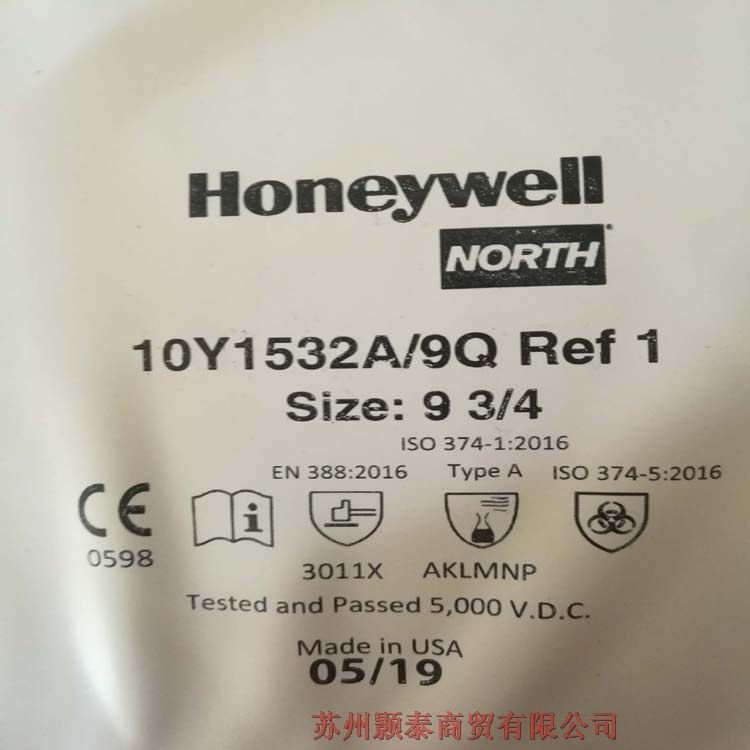 Honeywell
NORTH
10Y1532A/9Q Ref 1
Size: 9 3/4
ISO 374-1:2016
EN 388:2016 Type A ISO 374-5:2016
CE
0598
i
3011X AKLMNP
Tested and Passed 5,000 V.D.C.
Made in USA
05/19
苏州颢泰商贸有限公司